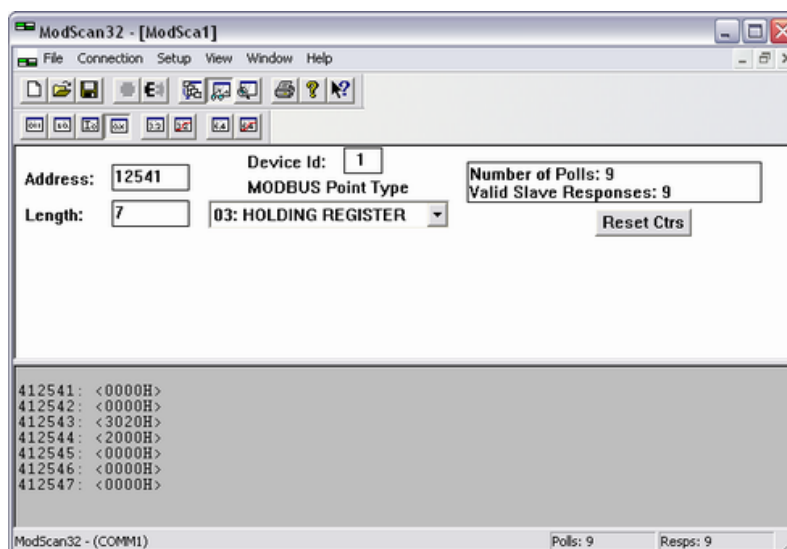 ModScan32 - [ModSca1]
File Connection Setup View Window Help
Address: 12541
Device Id: 1
MODBUS Point Type
Length: 7
03: HOLDING REGISTER
Number of Polls: 9
Valid Slave Responses: 9
Reset Ctrs
412541: <0000H>
412542: <0000H>
412543: <3020H>
412544: <2000H>
412545: <0000H>
412546: <0000H>
412547: <0000H>
ModScan32 - (COMM1)
Polls: 9
Resps: 9